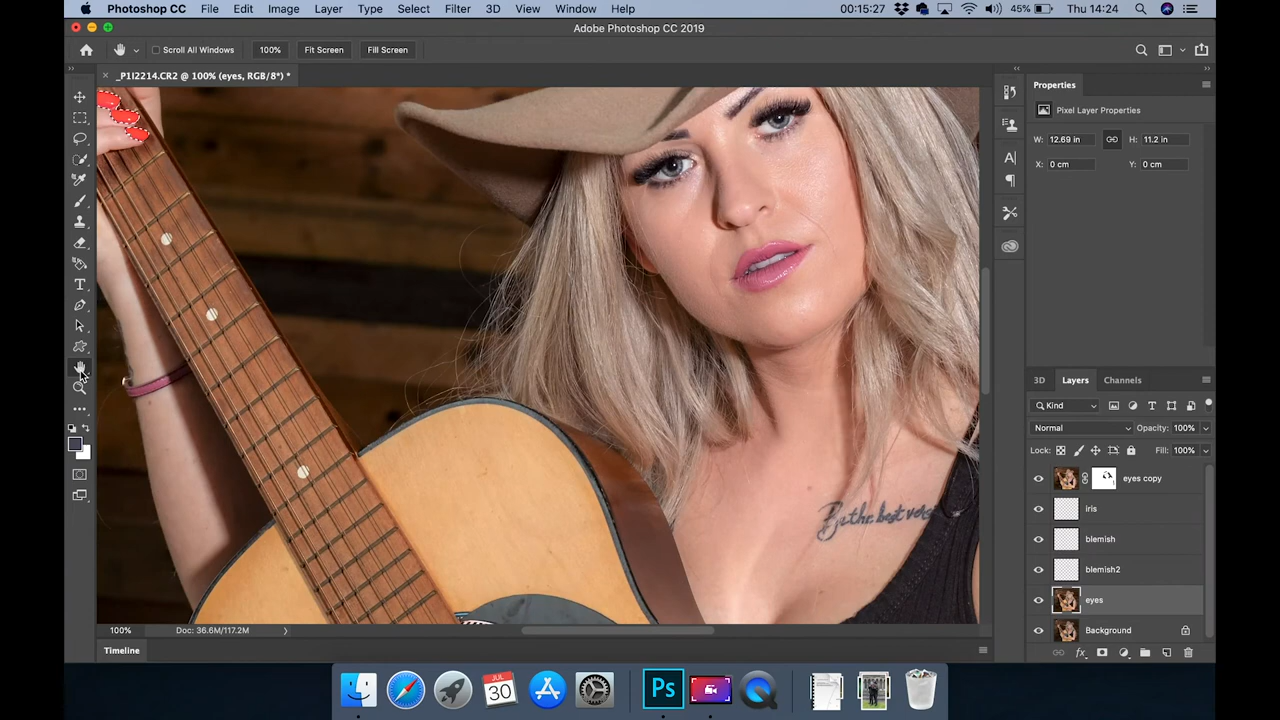 Photoshop CC File Edit Image Layer Type Select Filter 3D View Window Help 00:15:27 45% Thu 14:24
Adobe Photoshop CC 2019
Scroll All Windows 100% Fit Screen Fill Screen
_P1I2214.CR2 @ 100% (eyes, RGB/8*) *
Properties
Pixel Layer Properties
W: 12.69 in H: 11.2 in
X: 0 cm Y: 0 cm
3D Layers Channels
Kind
Normal Opacity: 100%
Lock: Fill: 100%
eyes copy
iris
blemish
blemish2
eyes
Background
the best
100% Doc: 36.6M/117.2M
Timeline
JUL
30
Ps